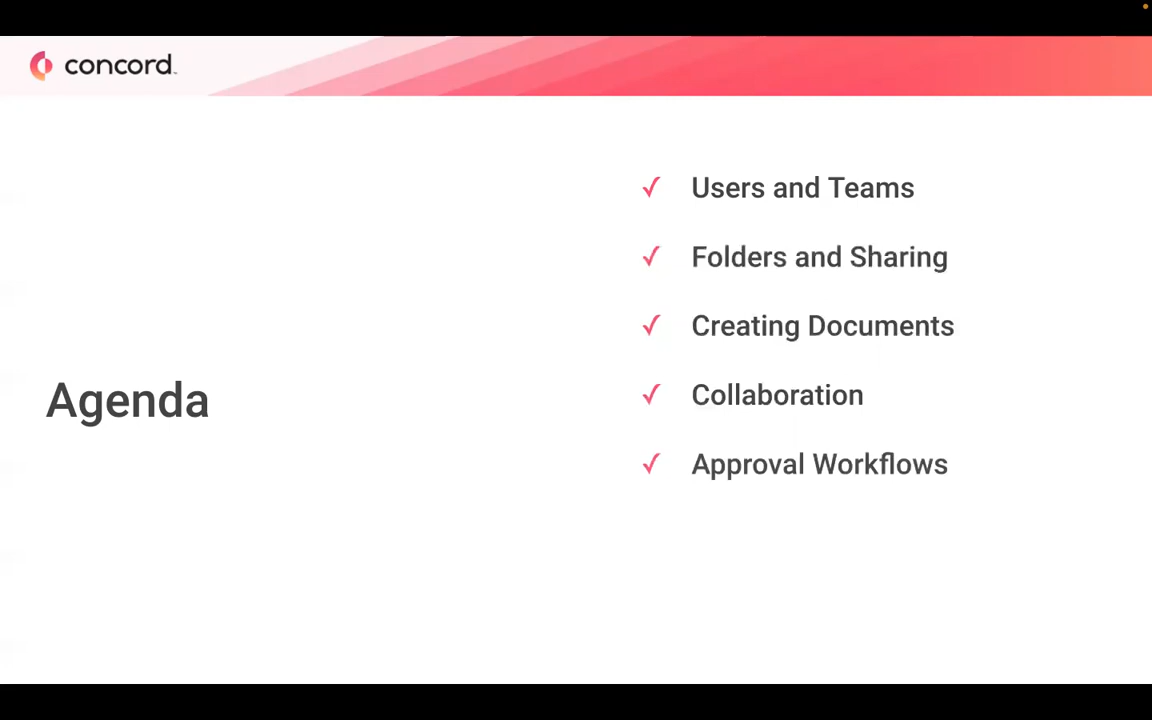 concord
Agenda
Users and Teams
Folders and Sharing
Creating Documents
Collaboration
Approval Workflows